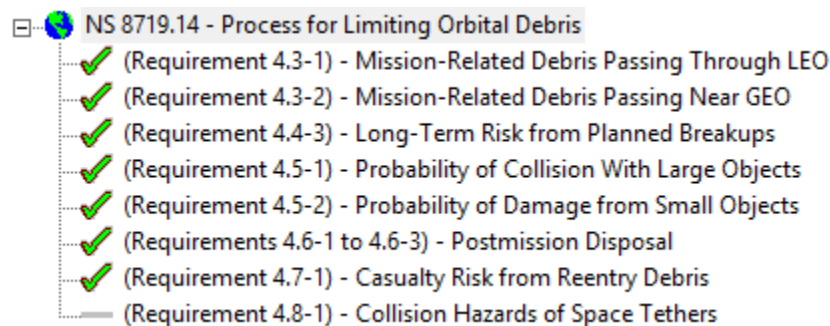 NS 8719.14 - Process for Limiting Orbital Debris
(Requirement 4.3-1) - Mission-Related Debris Passing Through LEO
(Requirement 4.3-2) - Mission-Related Debris Passing Near GEO
(Requirement 4.4-3) - Long-Term Risk from Planned Breakups
(Requirement 4.5-1) - Probability of Collision With Large Objects
(Requirement 4.5-2) - Probability of Damage from Small Objects
(Requirements 4.6-1 to 4.6-3) - Postmission Disposal
(Requirement 4.7-1) - Casualty Risk from Reentry Debris
(Requirement 4.8-1) - Collision Hazards of Space Tethers